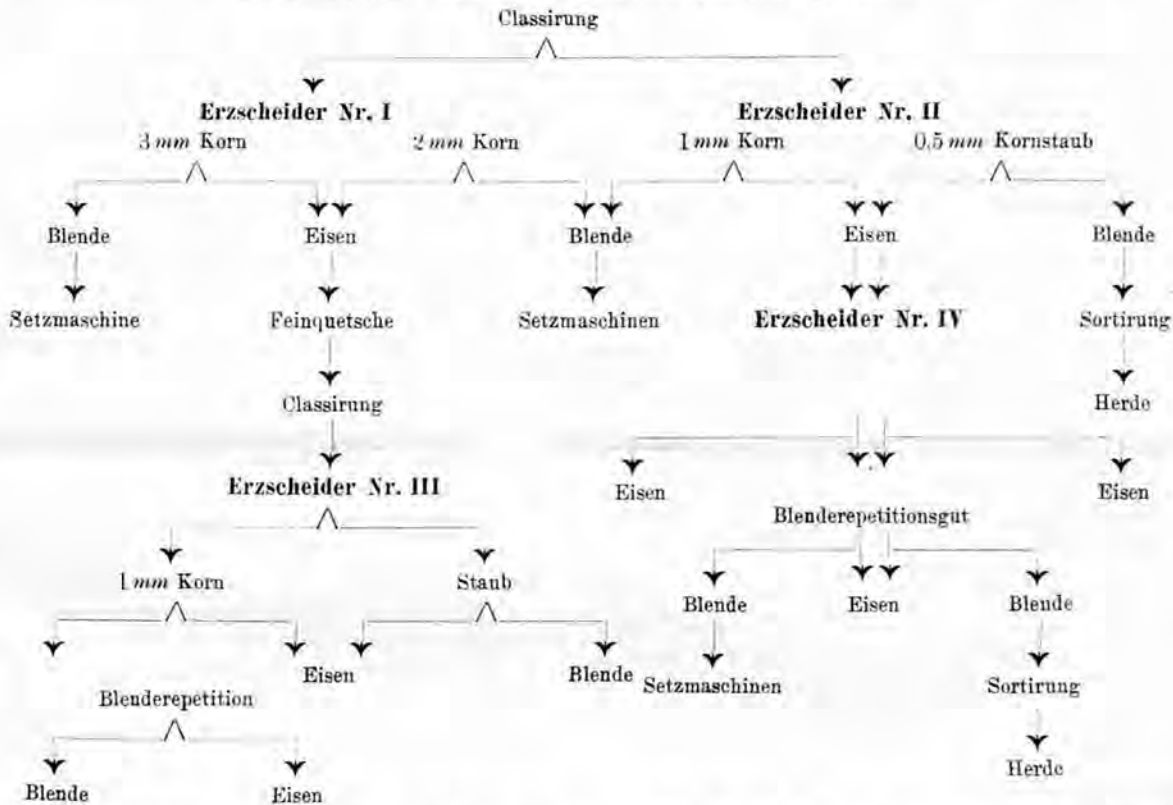 Classirung
Erzscheider Nr. I Erzscheider Nr. II
3 mm Korn 2 mm Korn 1 mm Korn 0,5 mm Kornstaub
Blende Eisen Blende Eisen Blende
Setzmaschine Feinquetsche Setzmaschinen Erzscheider Nr. IV Sortirung
Classirung Herde
Erzscheider Nr. III Eisen Eisen
Blenderepetitionsgut
1 mm Korn Staub
Blende Eisen Blende
Eisen Blende
Setzmaschinen Sortirung
Blenderepetition
Herde
Blende Eisen